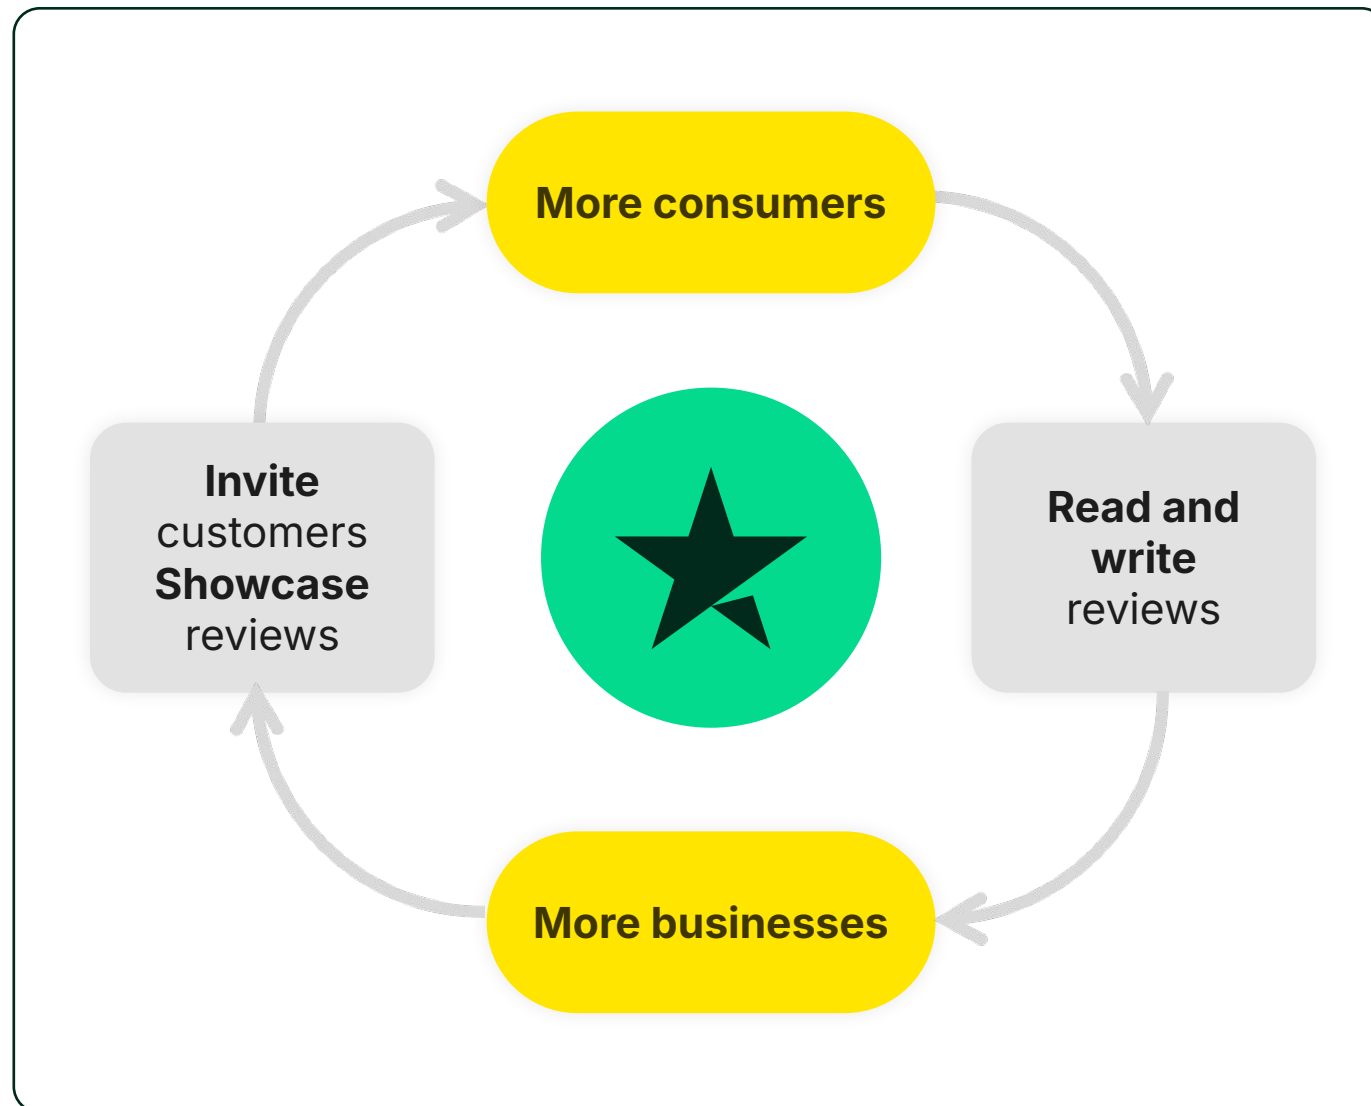 More consumers
Invite
customers
Showcase
reviews
Read and
write
reviews
More businesses